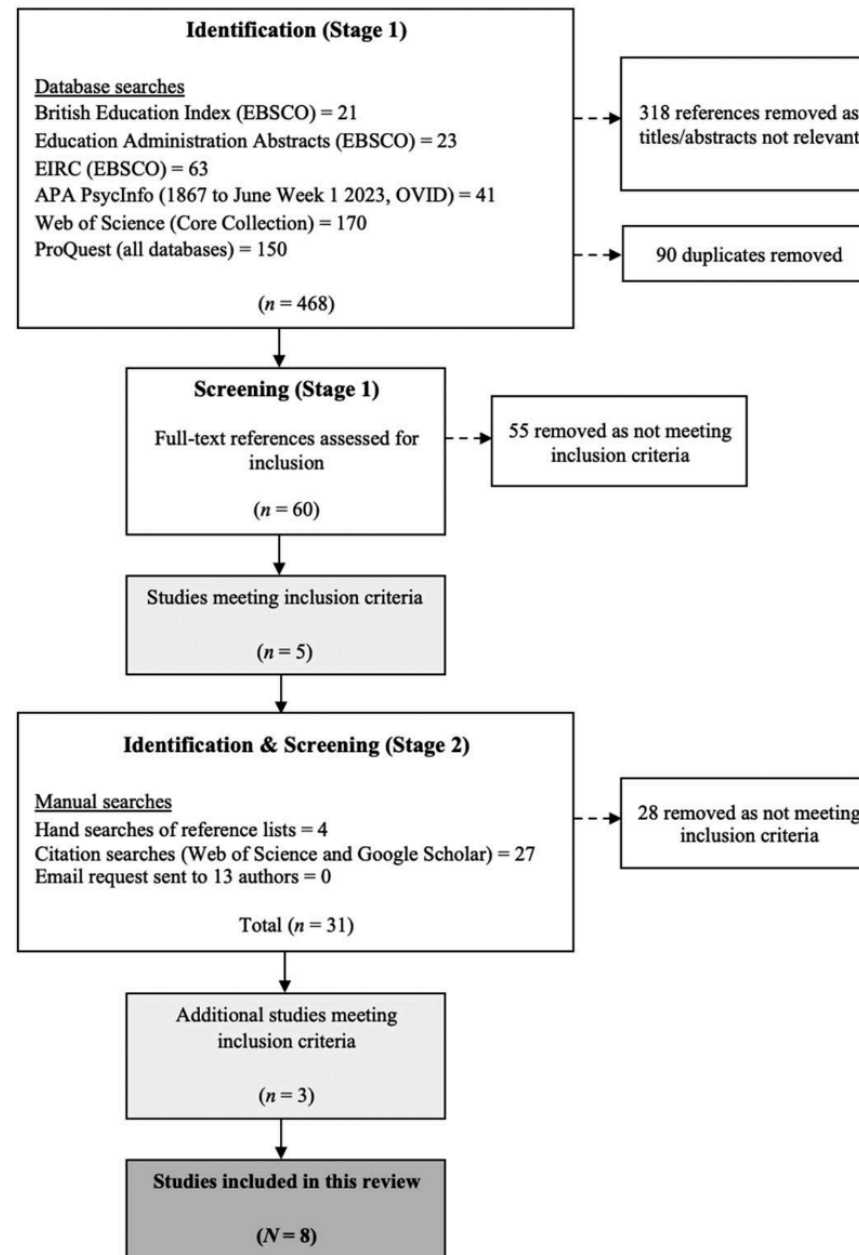 Identification (Stage 1)
Database searches
British Education Index (EBSCO) = 21
Education Administration Abstracts (EBSCO) = 23
EIRC (EBSCO) = 63
APA PsycInfo (1867 to June Week 1 2023, OVID) = 41
Web of Science (Core Collection) = 170
ProQuest (all databases) = 150
(n = 468)
318 references removed as
titles/abstracts not relevant
90 duplicates removed
Screening (Stage 1)
Full-text references assessed for
inclusion
(n = 60)
55 removed as not meeting
inclusion criteria
Studies meeting inclusion criteria
(n = 5)
Identification & Screening (Stage 2)
Manual searches
Hand searches of reference lists = 4
Citation searches (Web of Science and Google Scholar) = 27
Email request sent to 13 authors = 0
Total (n = 31)
28 removed as not meeting
inclusion criteria
Additional studies meeting
inclusion criteria
(n = 3)
Studies included in this review
(N = 8)